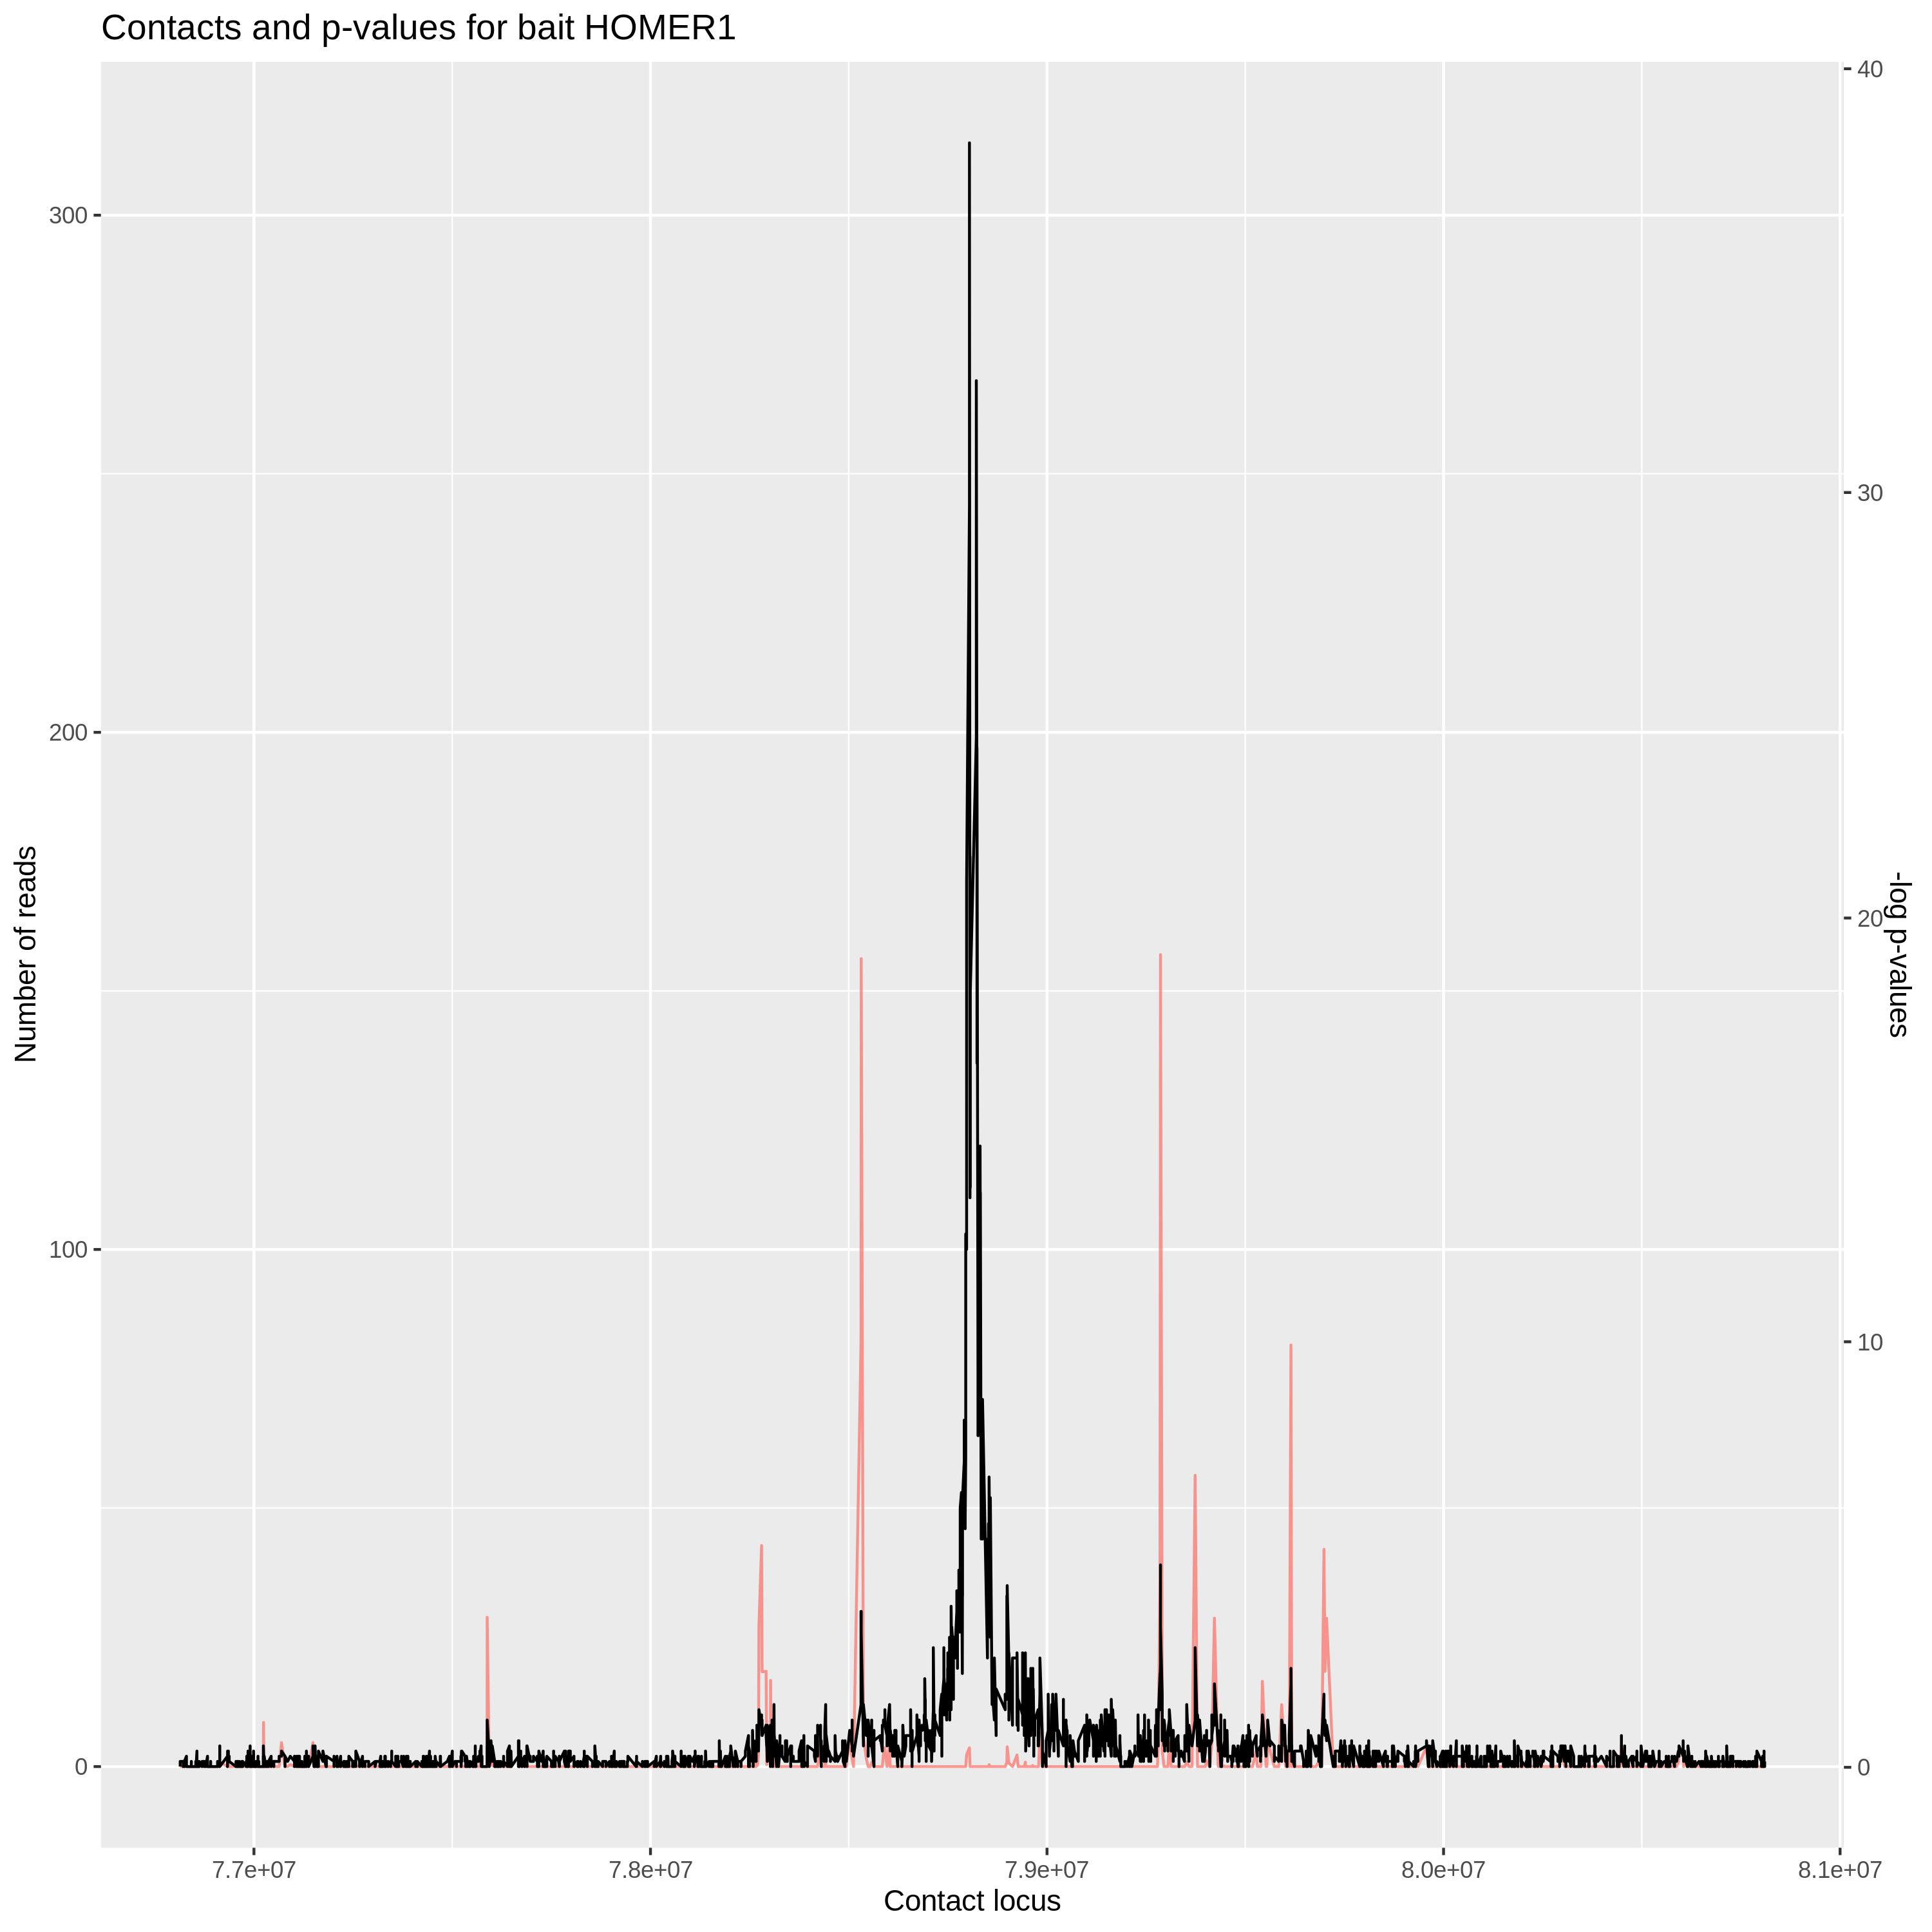 Contacts and p-values for bait HOMER1
Number of reads
300
200
100
0
40
30
20
10
0
-log p-values
7.7e+07
7.8e+07
7.9e+07
8.0e+07
8.1e+07
Contact locus